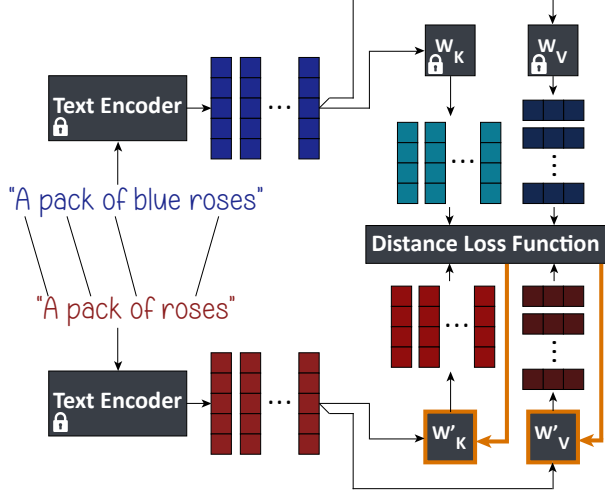 W_K
W_V
Text Encoder
...
...
"A pack of blue roses"
Distance Loss Function
"A pack of roses"
...
Text Encoder
...
W'_K
W'_V